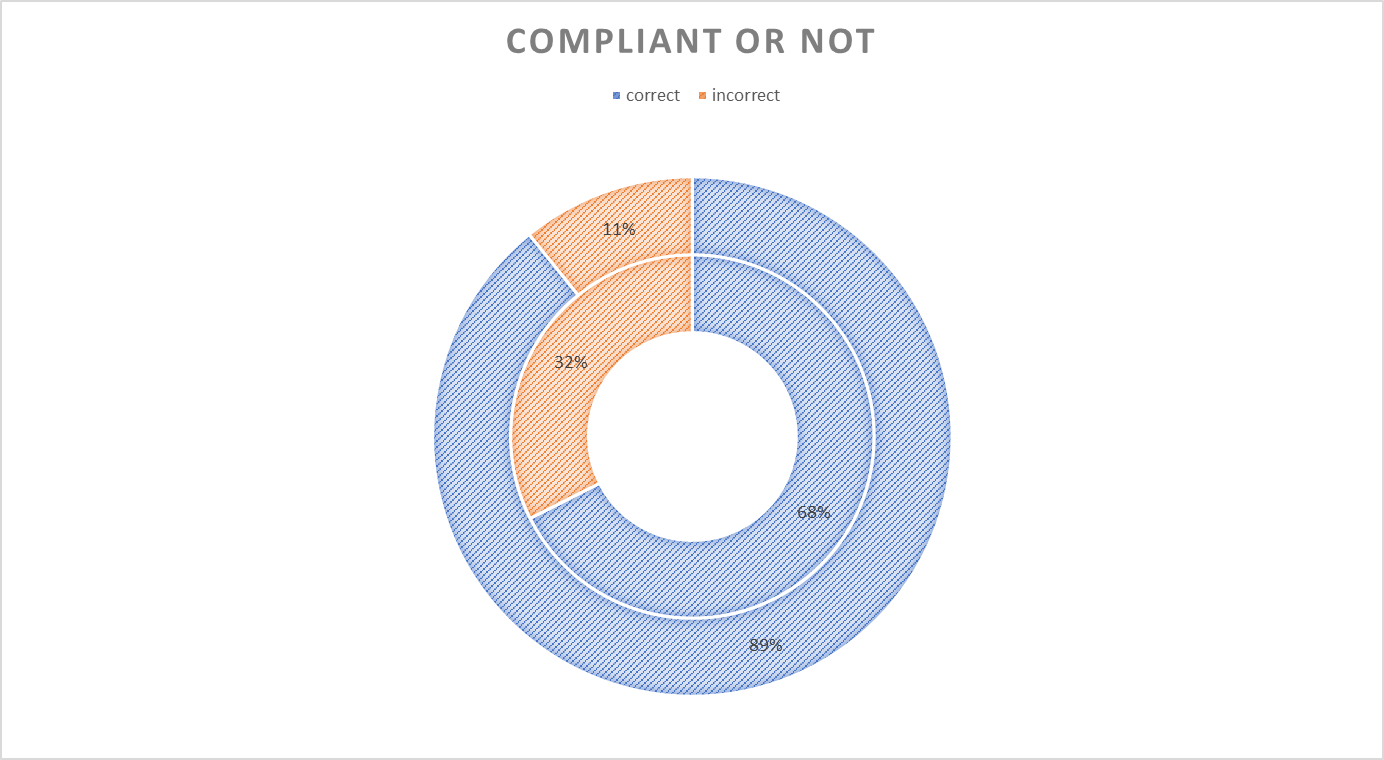 COMPLIANT OR NOT
correct incorrect
11%
32%
68%
89%